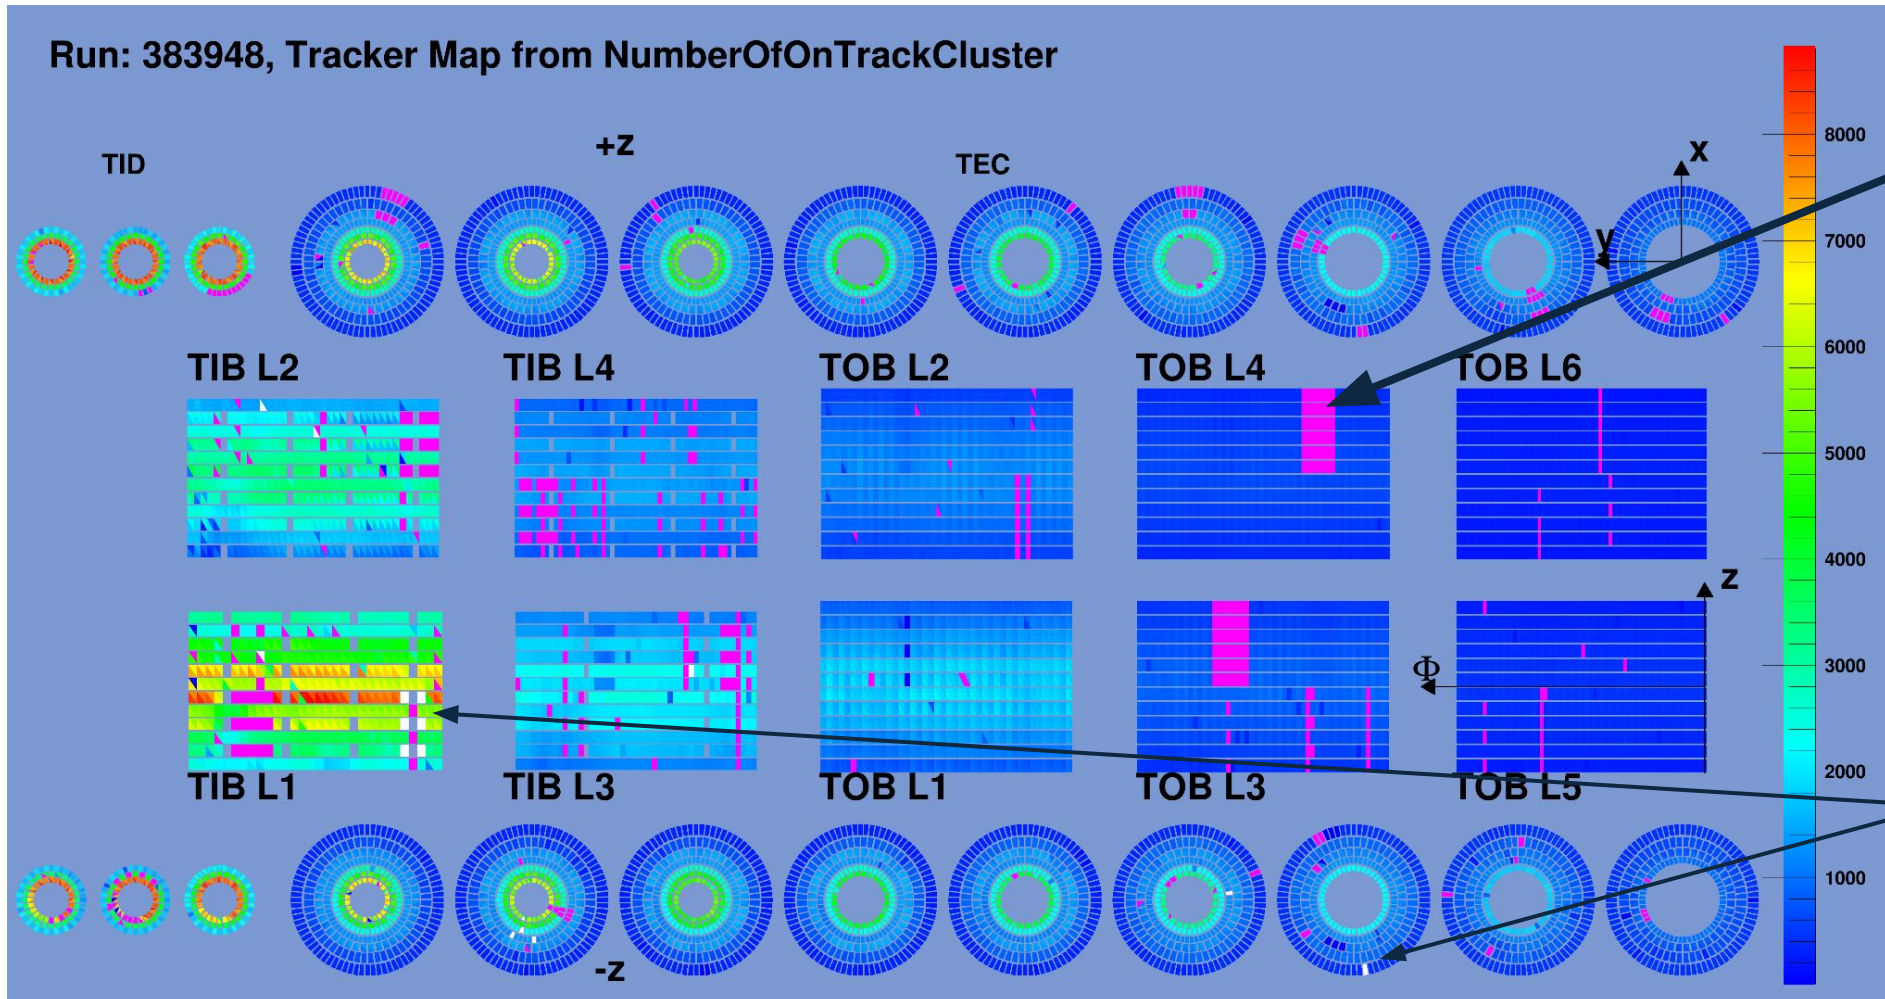 Run: 383948, Tracker Map from NumberOfOnTrackCluster
+z
TID
TEC
x
y
8000
7000
6000
5000
4000
3000
2000
1000
TIB L2
TIB L4
TOB L2
TOB L4
TOB L6
z
Φ
TIB L1
TIB L3
TOB L1
TOB L3
TOB L5
-z